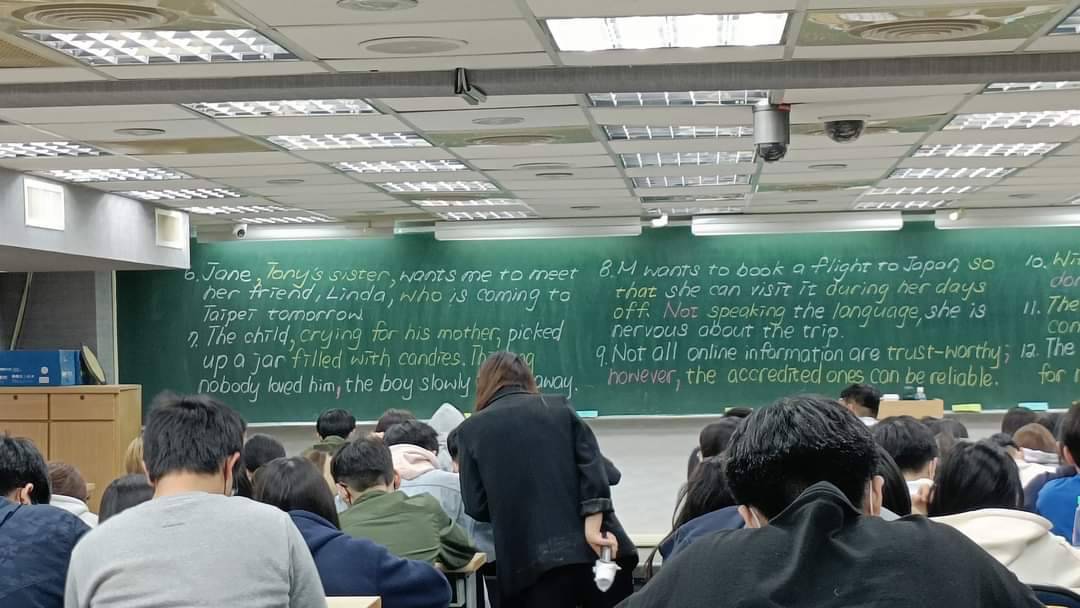 6. Jane, Tony's sister, wants me to meet
her friend, Linda, who is coming to
Taipei tomorrow.
7. The child, crying for his mother, picked
up a jar filled with candies.
nobody loved him, the boy slowly away.
8. M wants to book a flight to Japan, so
that she can visit it during her days
off. Not speaking the language, she is
nervous about the trip.
9. Not all online information are trust-worthy;
however, the accredited ones can be reliable.
10.
11. The
12. The
for